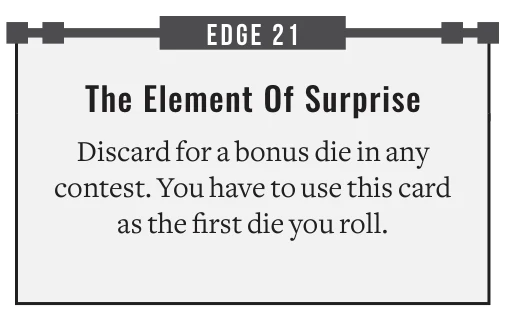 EDGE 21
The Element Of Surprise
Discard for a bonus die in any
contest. You have to use this card
as the first die you roll.